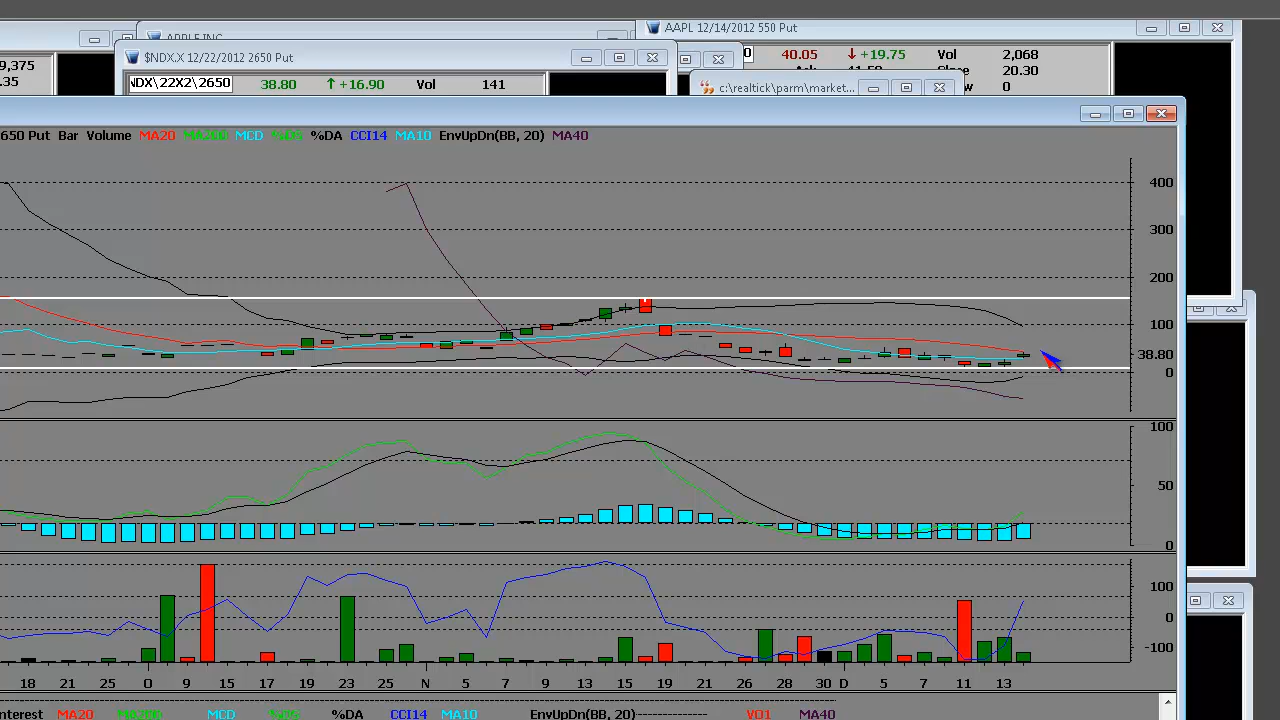 AAPL 12/14/2012 550 Put
APPLE INC
$NDX.X 12/22/2012 2650 Put
9,375
0 40.05 ↓ +19.75 Vol 2,068
.35
20.30
NDX\22X2\2650 38.80 ↑ +16.90 Vol 141
c:\realtick\parm\market...
0
650 Put Bar Volume MA20 MA200 MCD %DS %DA CCI14 MA10 EnvUpDn(BB, 20) MA40
400
300
200
100
38.80
0
100
50
0
100
0
-100
18 21 25 0 9 15 17 19 23 25 N 5 7 9 13 15 19 21 26 28 30 D 5 7 11 13
nterest MA20 MA200 MCD %DS %DA CCI14 MA10 EnvUpDn(BB, 20)------------- VO1 MA40